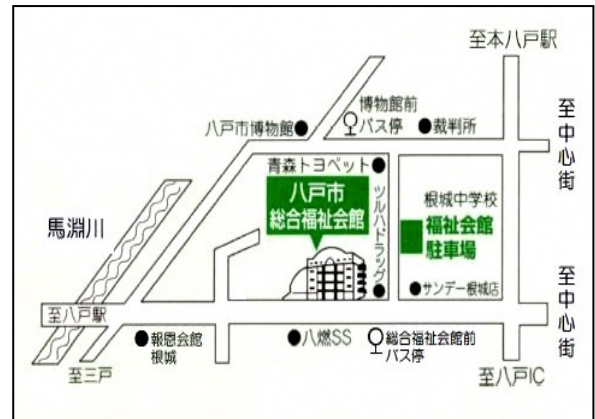 至本八戸駅
博物館前
バス停
裁判所
八戸市博物館
至中心街
青森トヨペット
八戸市
総合福祉会館
ツルハドラッグ
根城中学校
福祉会館
駐車場
馬淵川
サンデー根城店
至中心街
至八戸駅
報恩会館
根城
八燃SS
総合福祉会館前
バス停
至三戸
至八戸IC